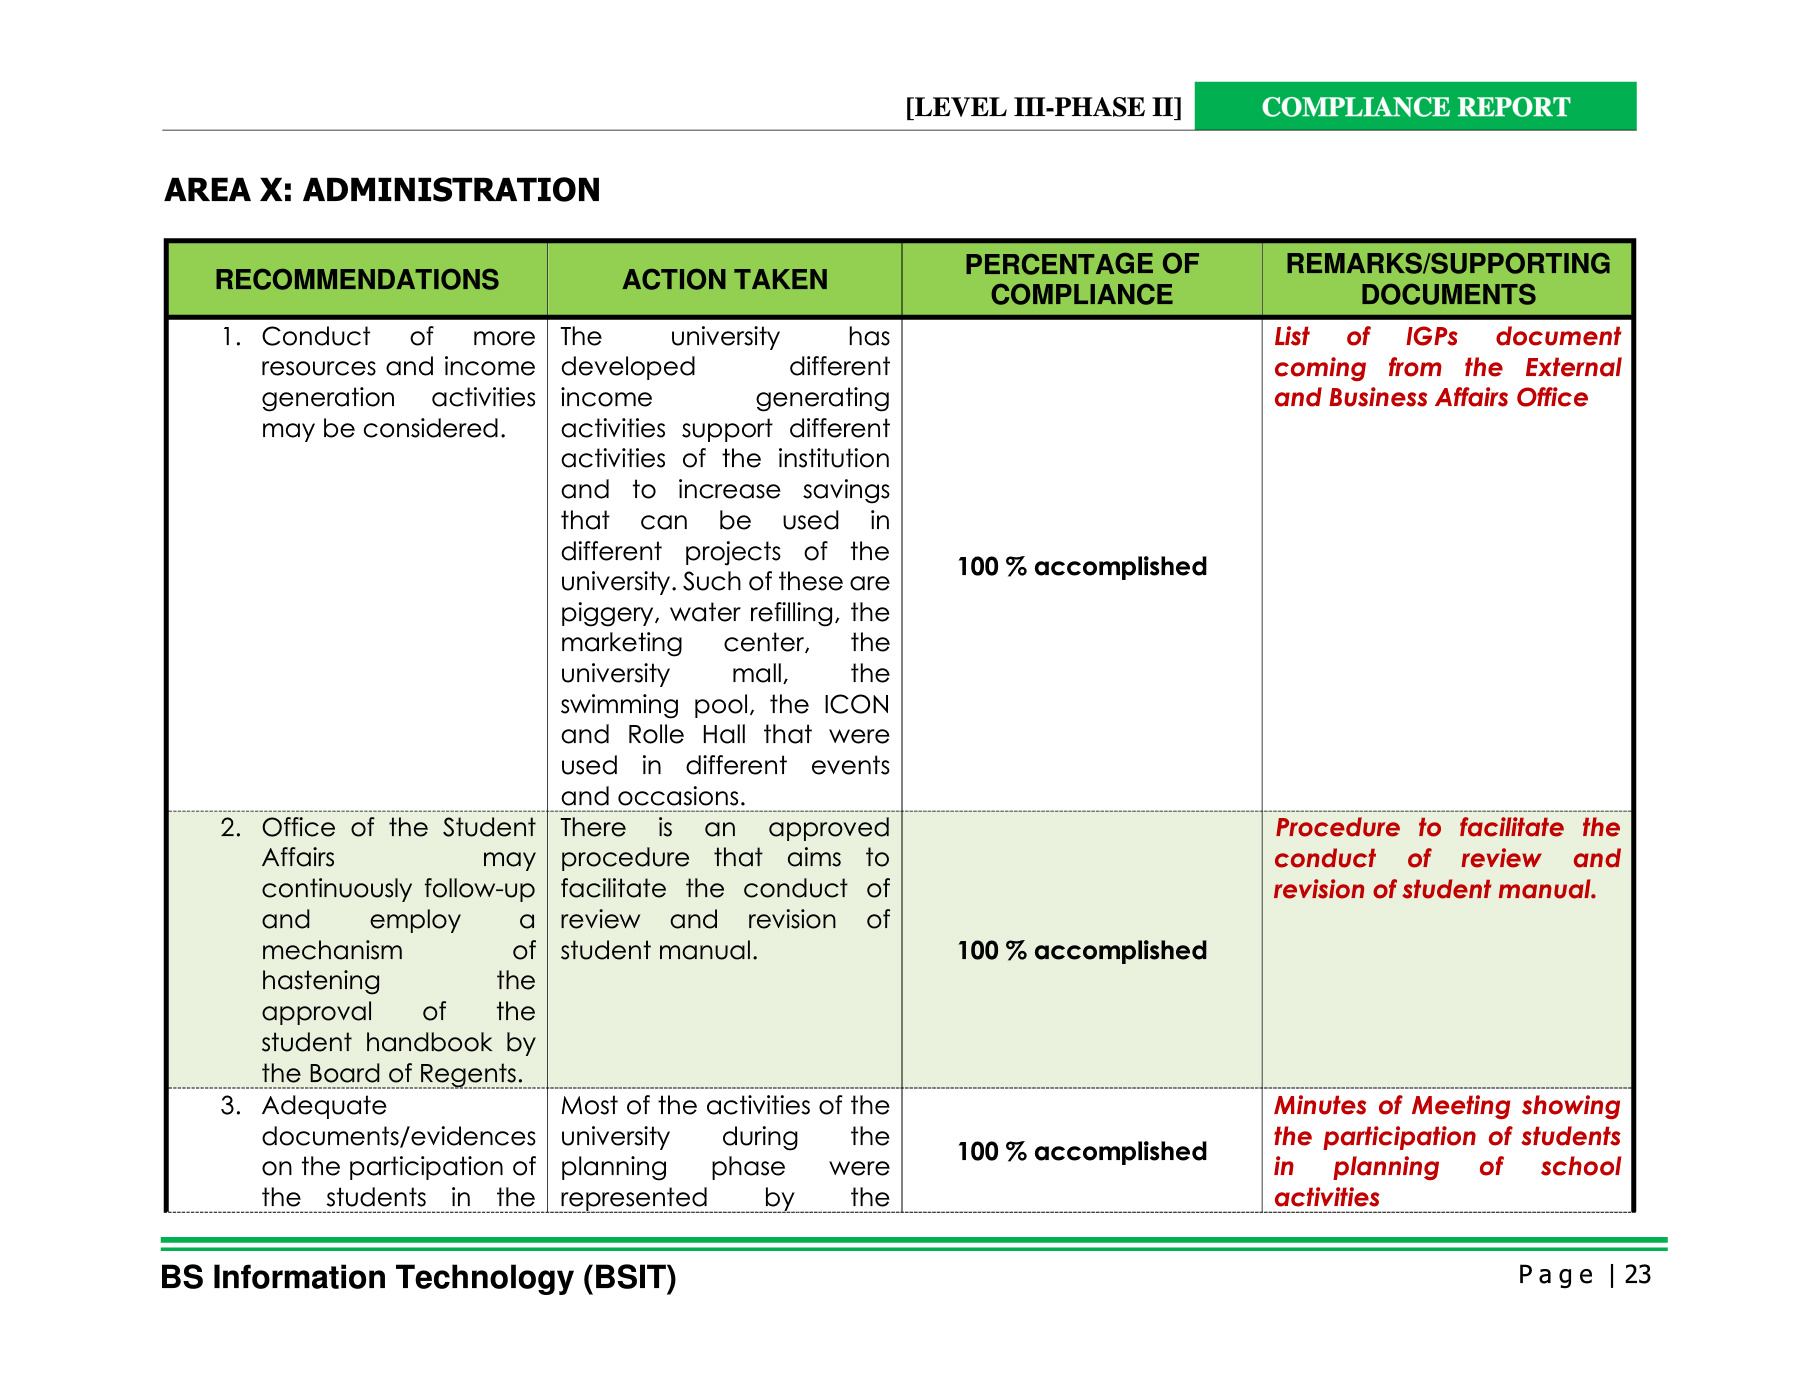 [LEVEL III-PHASE II] COMPLIANCE REPORT
AREA X: ADMINISTRATION
RECOMMENDATIONS
ACTION TAKEN
PERCENTAGE OF
COMPLIANCE
REMARKS/SUPPORTING
DOCUMENTS
1. Conduct of more
resources and income
generation activities
may be considered.
The university has
developed different
income generating
activities support different
activities of the institution
and to increase savings
that can be used in
different projects of the
university. Such of these are
piggery, water refilling, the
marketing center, the
university mall, the
swimming pool, the ICON
and Rolle Hall that were
used in different events
and occasions.
100 % accomplished
List of IGPs document
coming from the External
and Business Affairs Office
2. Office of the Student
Affairs may
continuously follow-up
and employ a
mechanism of
hastening the
approval of the
student handbook by
the Board of Regents.
There is an approved
procedure that aims to
facilitate the conduct of
review and revision of
student manual.
100 % accomplished
Procedure to facilitate the
conduct of review and
revision of student manual.
3. Adequate
documents/evidences
on the participation of
the students in the
Most of the activities of the
university during the
planning phase were
represented by the
100 % accomplished
Minutes of Meeting showing
the participation of students
in planning of school
activities
BS Information Technology (BSIT)
Page | 23